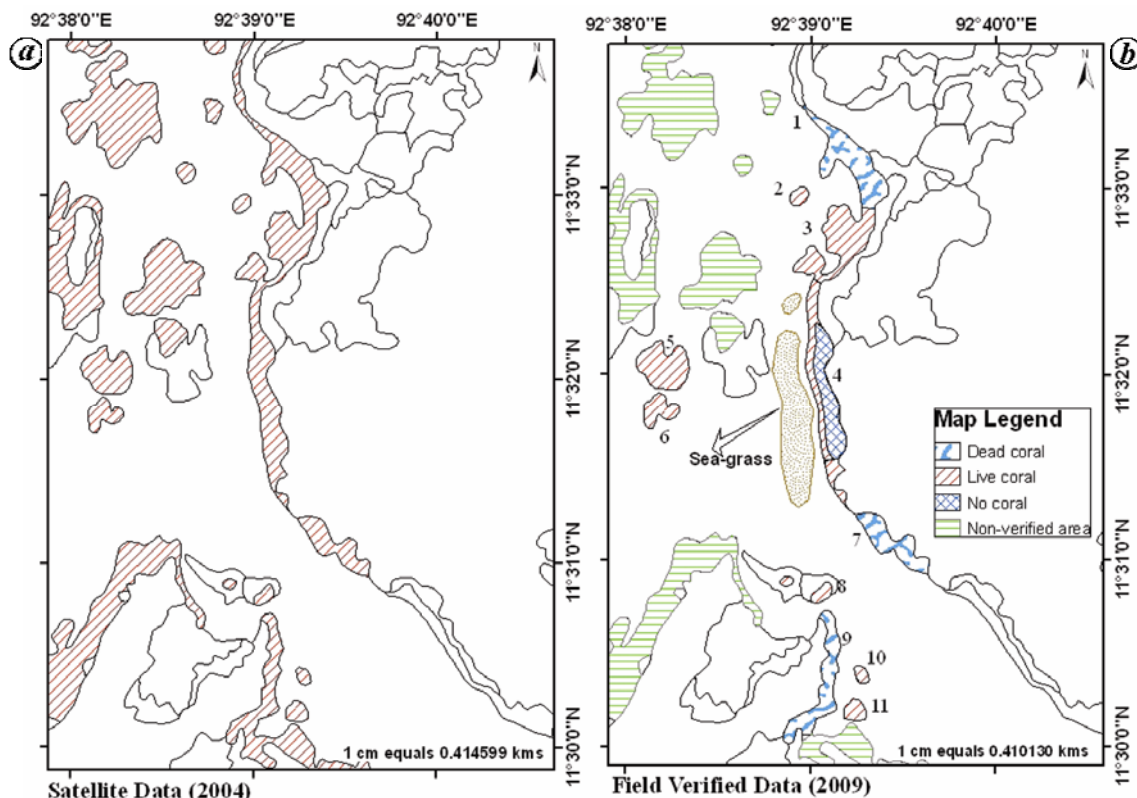 92°38'0"E 92°39'0"E 92°40'0"E
92°38'0"E 92°39'0"E 92°40'0"E
a
N
5
6
1 cm equals 0.414599 kms
Satellite Data (2004)
11°33'0"N
11°32'0"N
11°31'0"N
11°30'0"N
b
N
1
2
3
4
Sea-grass
7
8
9
10
11
Map Legend
Dead coral
Live coral
No coral
Non-verified area
1 cm equals 0.410130 kms
Field Verified Data (2009)
11°33'0"N
11°32'0"N
11°31'0"N
11°30'0"N
5
6